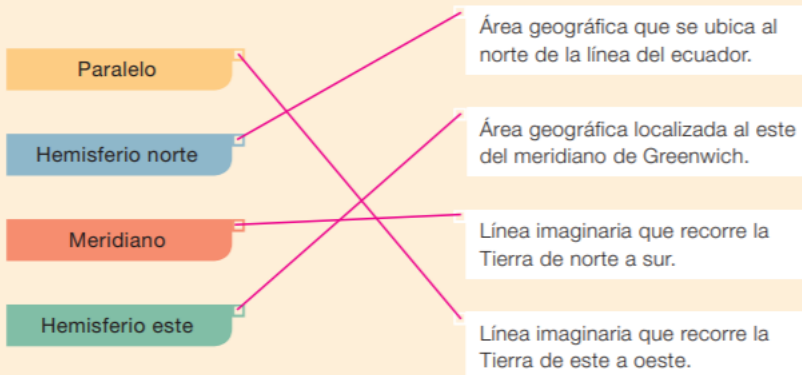 Paralelo
Hemisferio norte
Meridiano
Hemisferio este
Área geográfica que se ubica al
norte de la línea del ecuador.
Área geográfica localizada al este
del meridiano de Greenwich.
Línea imaginaria que recorre la
Tierra de norte a sur.
Línea imaginaria que recorre la
Tierra de este a oeste.